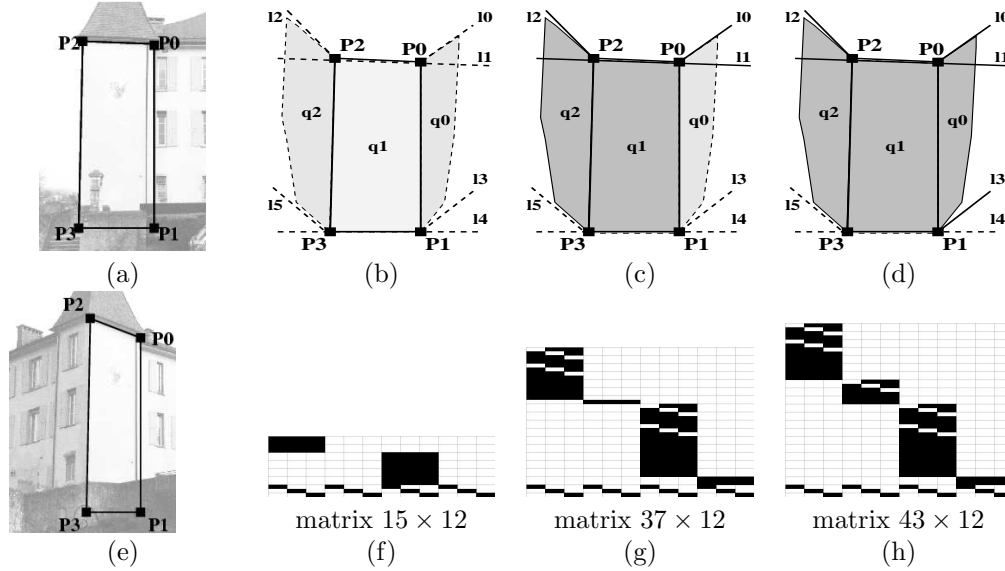 P2 P0
P3 P1
(a)
l2 l0
P2 P0
l1
q2 q0
q1
l3
l5 l4
P3 P1
(b)
l2 l0
P2 P0
l1
q2 q0
q1
l3
l5 l4
P3 P1
(c)
l2 l0
P2 P0
l1
q2 q0
q1
l3
l5 l4
P3 P1
(d)
P2
P0
P3 P1
(e)
matrix 15 × 12
(f)
matrix 37 × 12
(g)
matrix 43 × 12
(h)